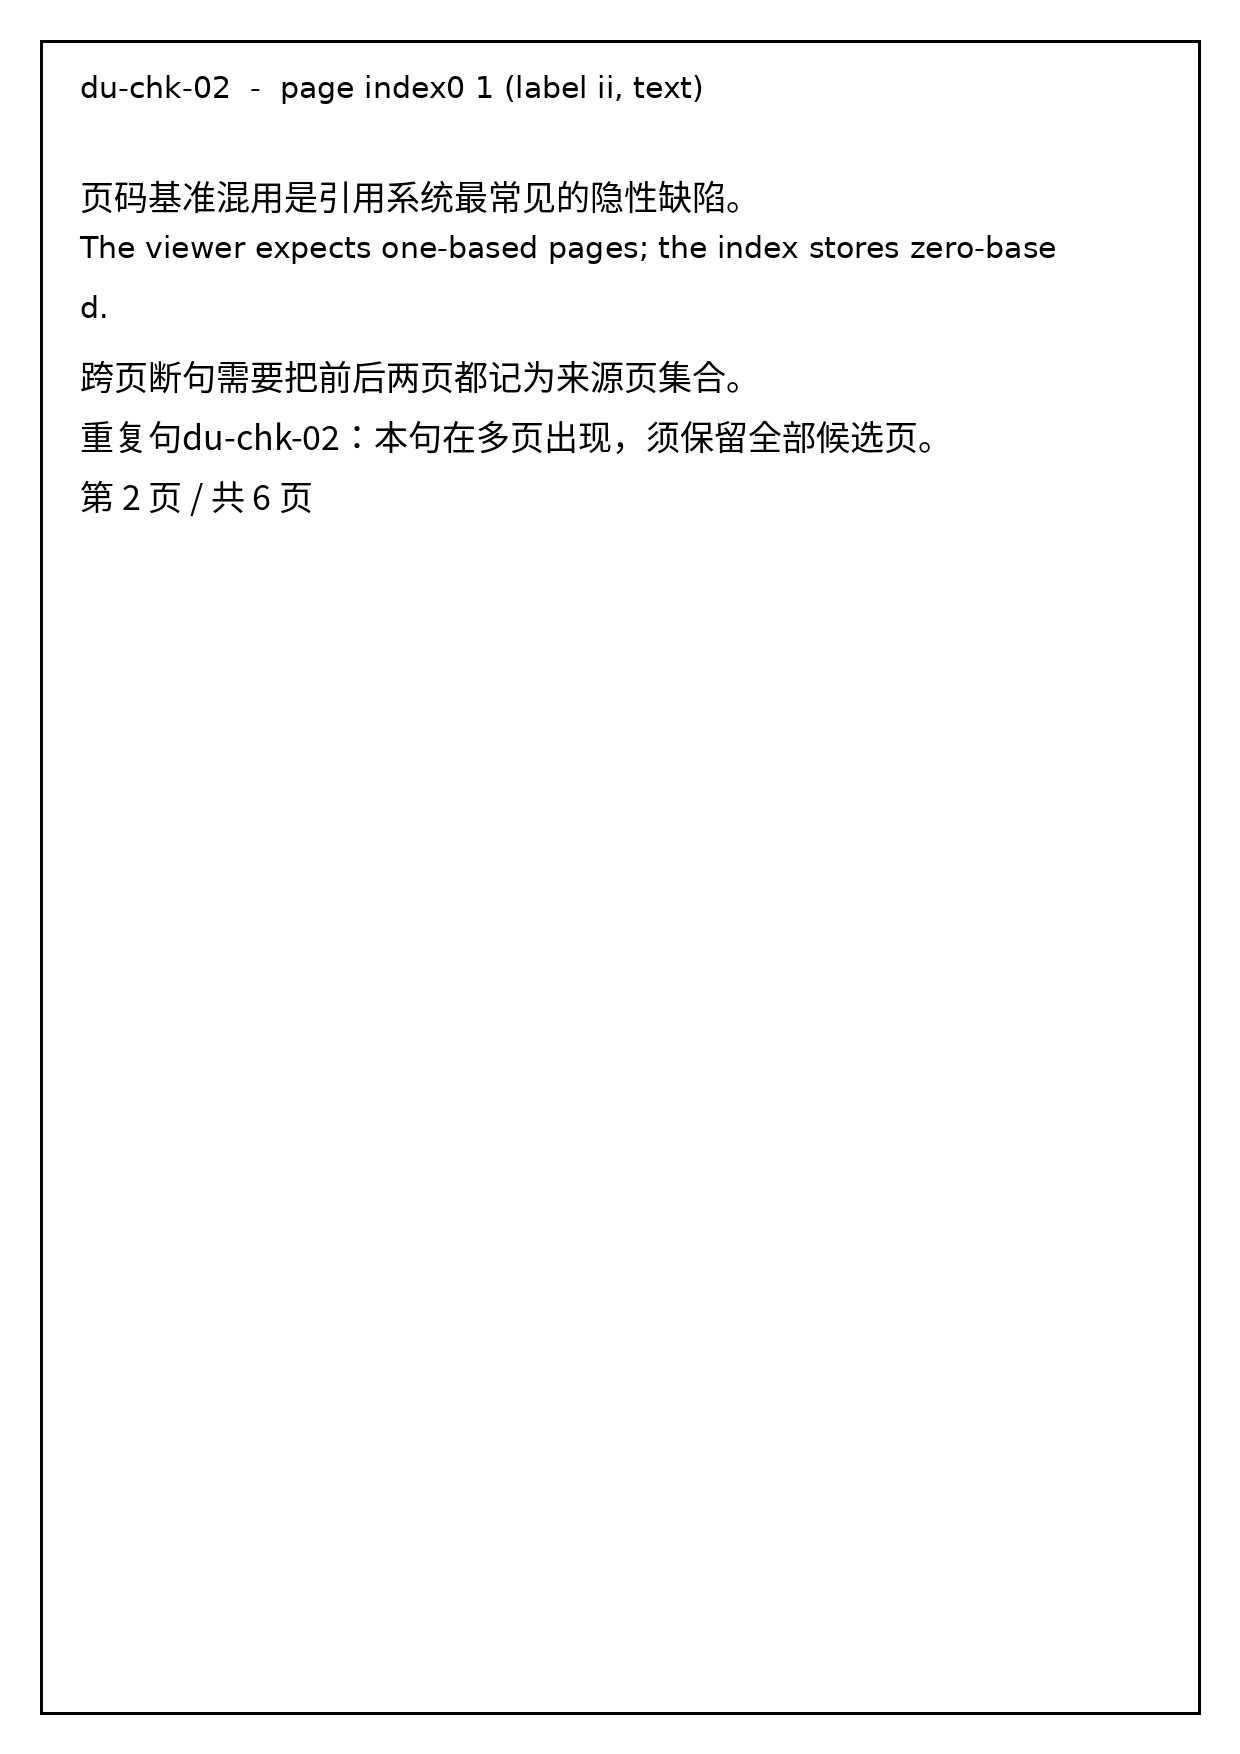 du-chk-02  -  page index0 1 (label ii, text)
页码基准混用是引用系统最常见的隐性缺陷。
The viewer expects one-based pages; the index stores zero-base
d.
跨页断句需要把前后两页都记为来源页集合。
重复句du-chk-02：本句在多页出现，须保留全部候选页。
第 2 页 / 共 6 页